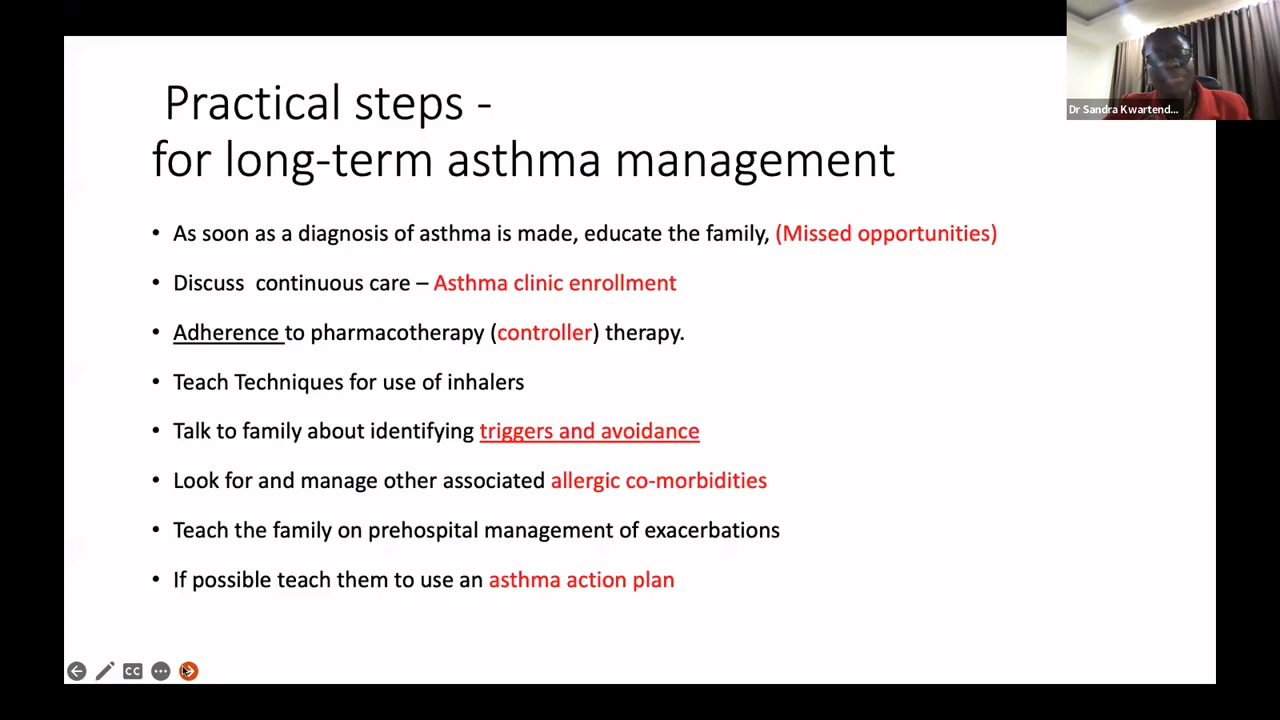 Practical steps -
for long-term asthma management
• As soon as a diagnosis of asthma is made, educate the family, (Missed opportunities)
• Discuss continuous care – Asthma clinic enrollment
• Adherence to pharmacotherapy (controller) therapy.
• Teach Techniques for use of inhalers
• Talk to family about identifying triggers and avoidance
• Look for and manage other associated allergic co-morbidities
• Teach the family on prehospital management of exacerbations
• If possible teach them to use an asthma action plan
Dr Sandra Kwartend...
CC